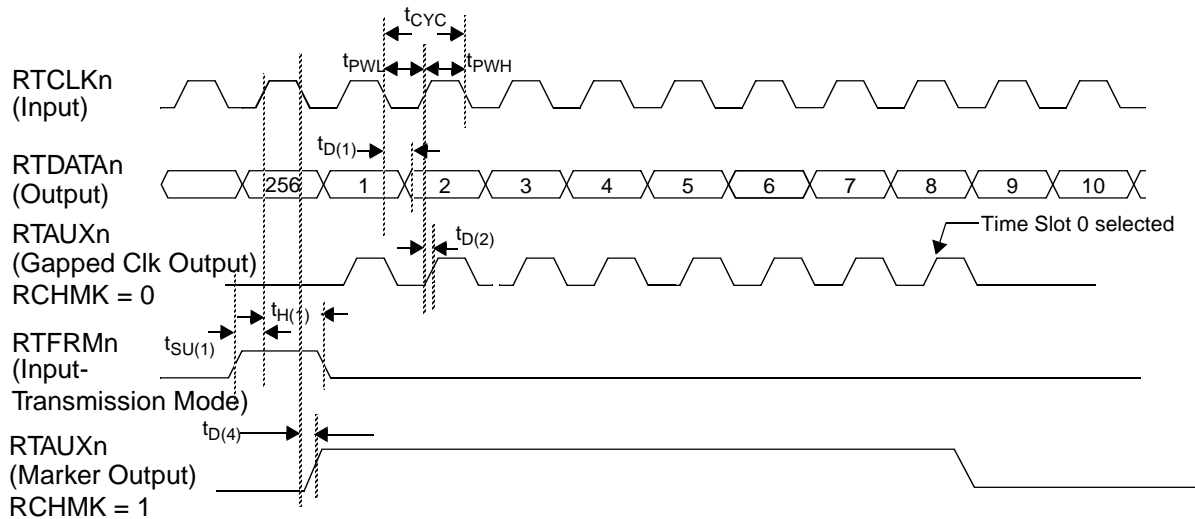 tCYC
tPWL
tPWH
RTCLKn
(Input)
tD(1)
RTDATAn
(Output)
256 1 2 3 4 5 6 7 8 9 10
RTAUXn
(Gapped Clk Output)
RCHMK = 0
tD(2)
Time Slot 0 selected
tH(1)
tSU(1)
RTFRMn
(Input-
Transmission Mode)
tD(4)
RTAUXn
(Marker Output)
RCHMK = 1